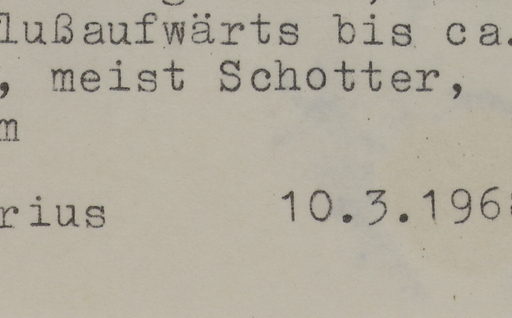 lußaufwärts bis ca.
, meist Schotter,
m
rius 10.3.196